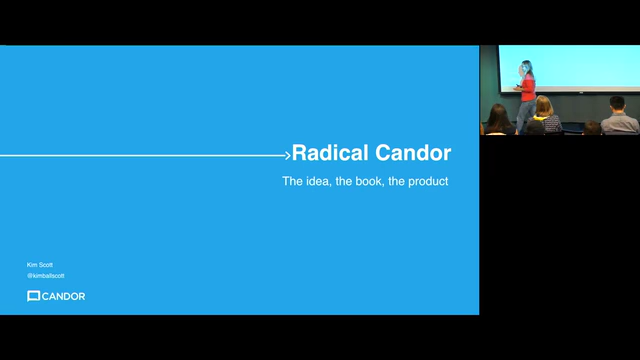 Radical Candor
The idea, the book, the product
Kim Scott
@kimballscott
CANDOR